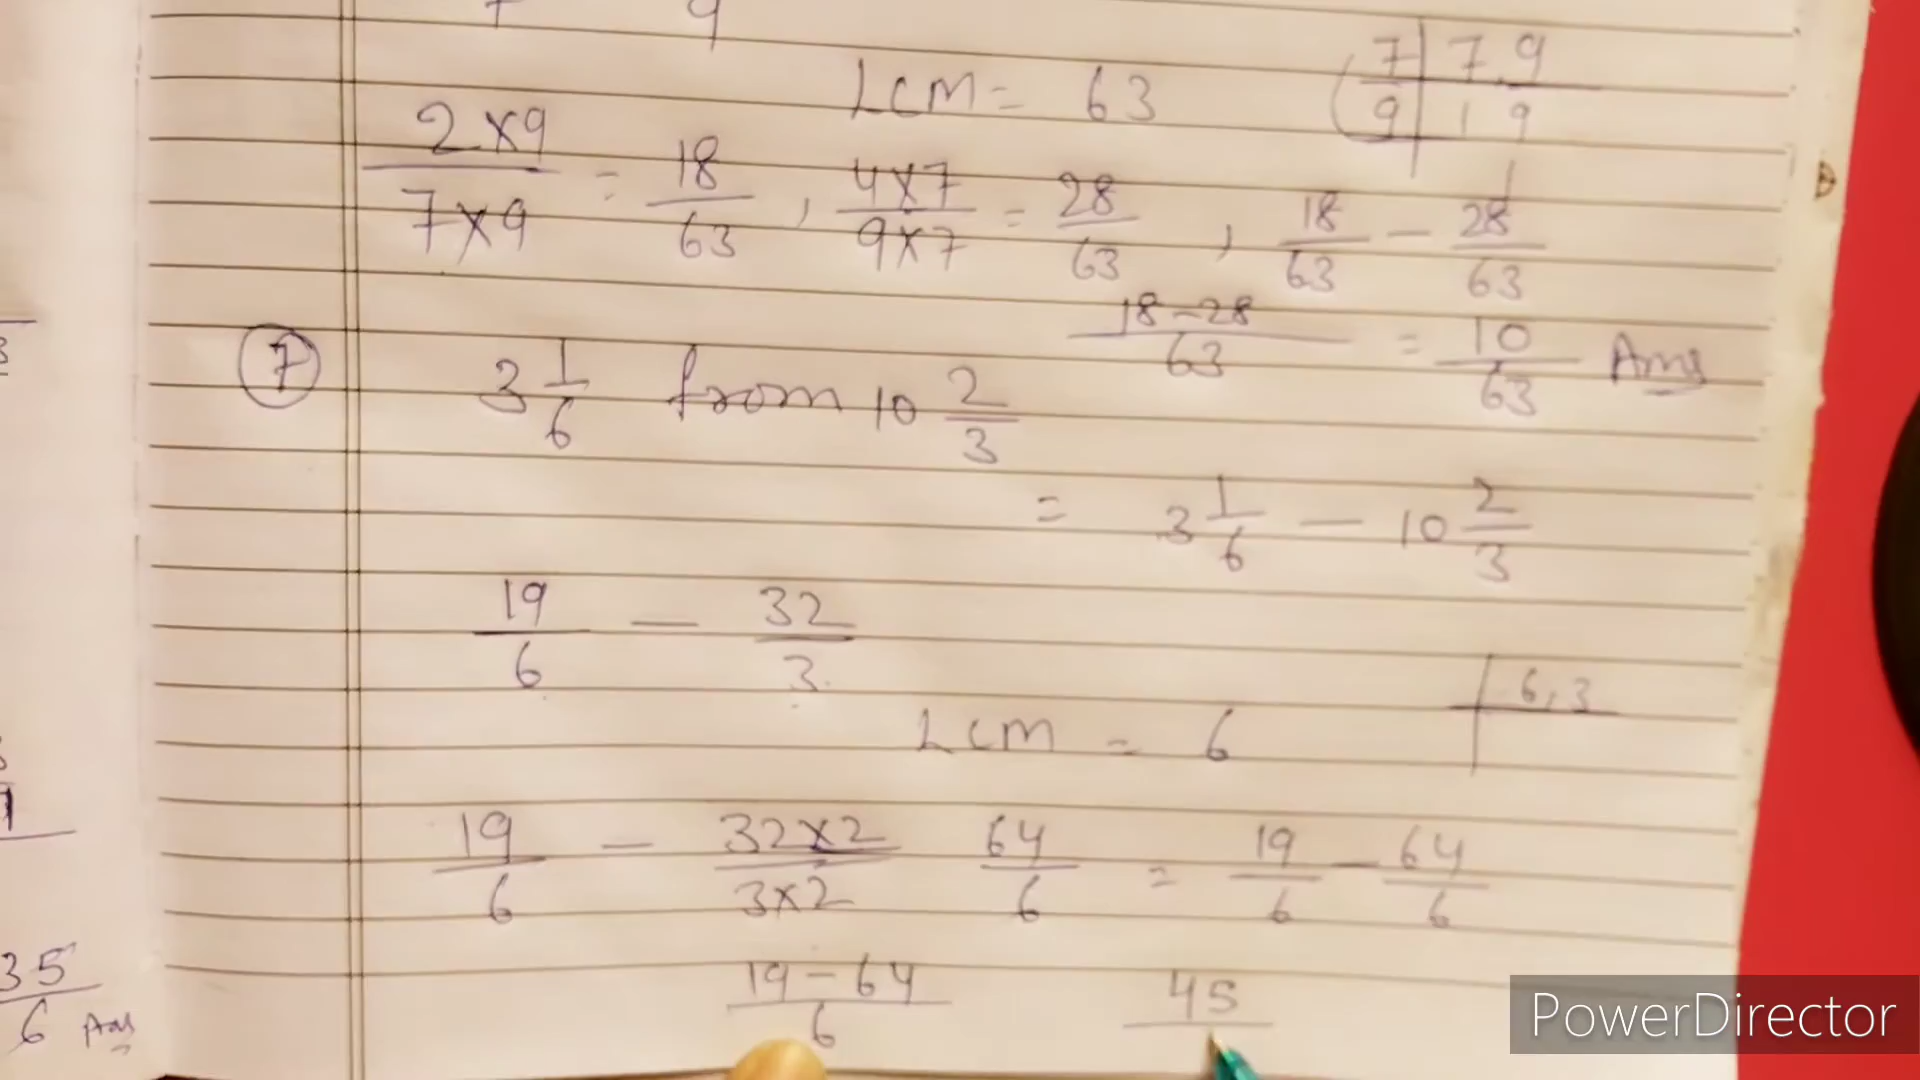 7 9
LCM = 63
7 | 7, 9
9 | 1 9
1
2×9/7×9 = 18/63 , 4×7/9×7 = 28/63 , 18/63 − 28/63
18−28/63 = 10/63 Ans
7 3 1/6 from 10 2/3
= 3 1/6 − 10 2/3
19/6 − 32/3
6, 3
LCM = 6
19/6 − 32×2/3×2 64/6 = 19/6 − 64/6
19−64/6 45
35/6 Ans
PowerDirector